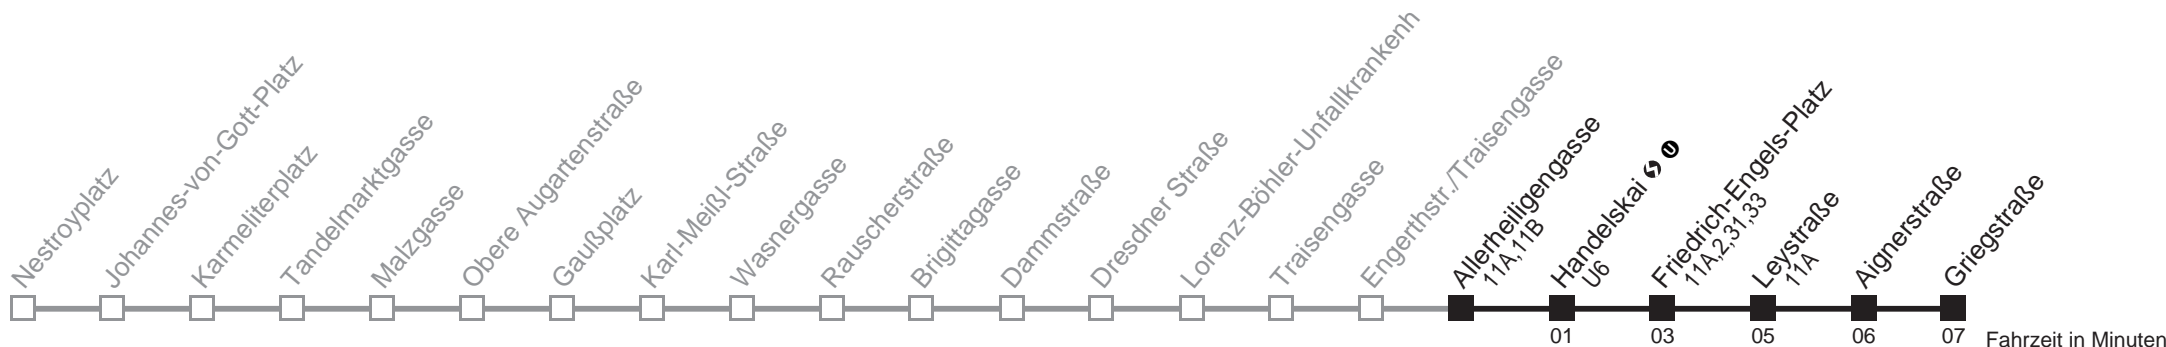 Nestroyplatz
Johannes-von-Gott-Platz
Karmeliterplatz
Tandelmarktgasse
Malzgasse
Obere Augartenstraße
Gaußplatz
Karl-Meißl-Straße
Wasnergasse
Rauscherstraße
Brigittagasse
Dammstraße
Dresdner Straße
Lorenz-Böhler-Unfallkrankenh
Traisengasse
Engerthstr./Traisengasse
Allerheiligengasse
11A,11B
Handelskai S U
U6
Friedrich-Engels-Platz
11A,2,31,33
Leystraße
11A
Aignerstraße
Griegstraße
01 03 05 06 07 Fahrzeit in Minuten